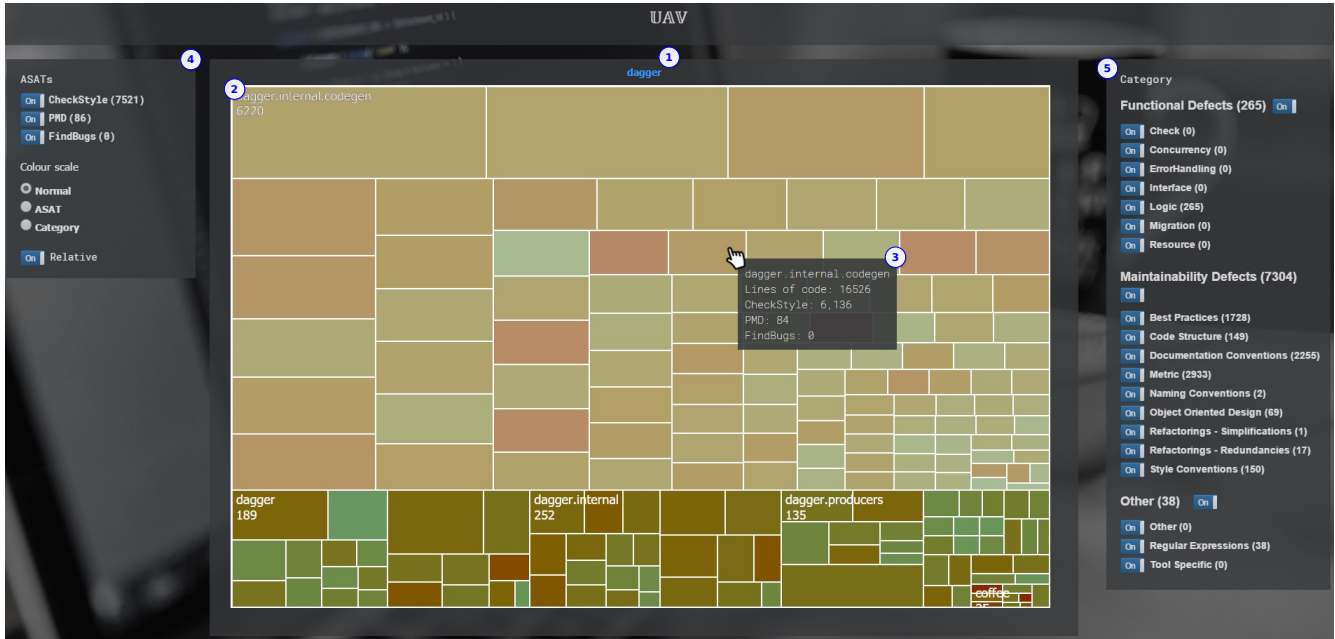 UAV
1
dagger
4
ASATs
On CheckStyle (7521)
On PMD (86)
On FindBugs (0)
Colour scale
Normal
ASAT
Category
On Relative
2
dagger.internal.codegen
6220
3
dagger.internal.codegen
Lines of code: 16526
CheckStyle: 6,136
PMD: 84
FindBugs: 0
dagger
189
dagger.internal
252
dagger.producers
135
coffee
5
Category
Functional Defects (265) On
On Check (0)
On Concurrency (0)
On ErrorHandling (0)
On Interface (0)
On Logic (265)
On Migration (0)
On Resource (0)
Maintainability Defects (7304)
On
On Best Practices (1728)
On Code Structure (149)
On Documentation Conventions (2255)
On Metric (2933)
On Naming Conventions (2)
On Object Oriented Design (69)
On Refactorings - Simplifications (1)
On Refactorings - Redundancies (17)
On Style Conventions (150)
Other (38) On
On Other (0)
On Regular Expressions (38)
On Tool Specific (0)